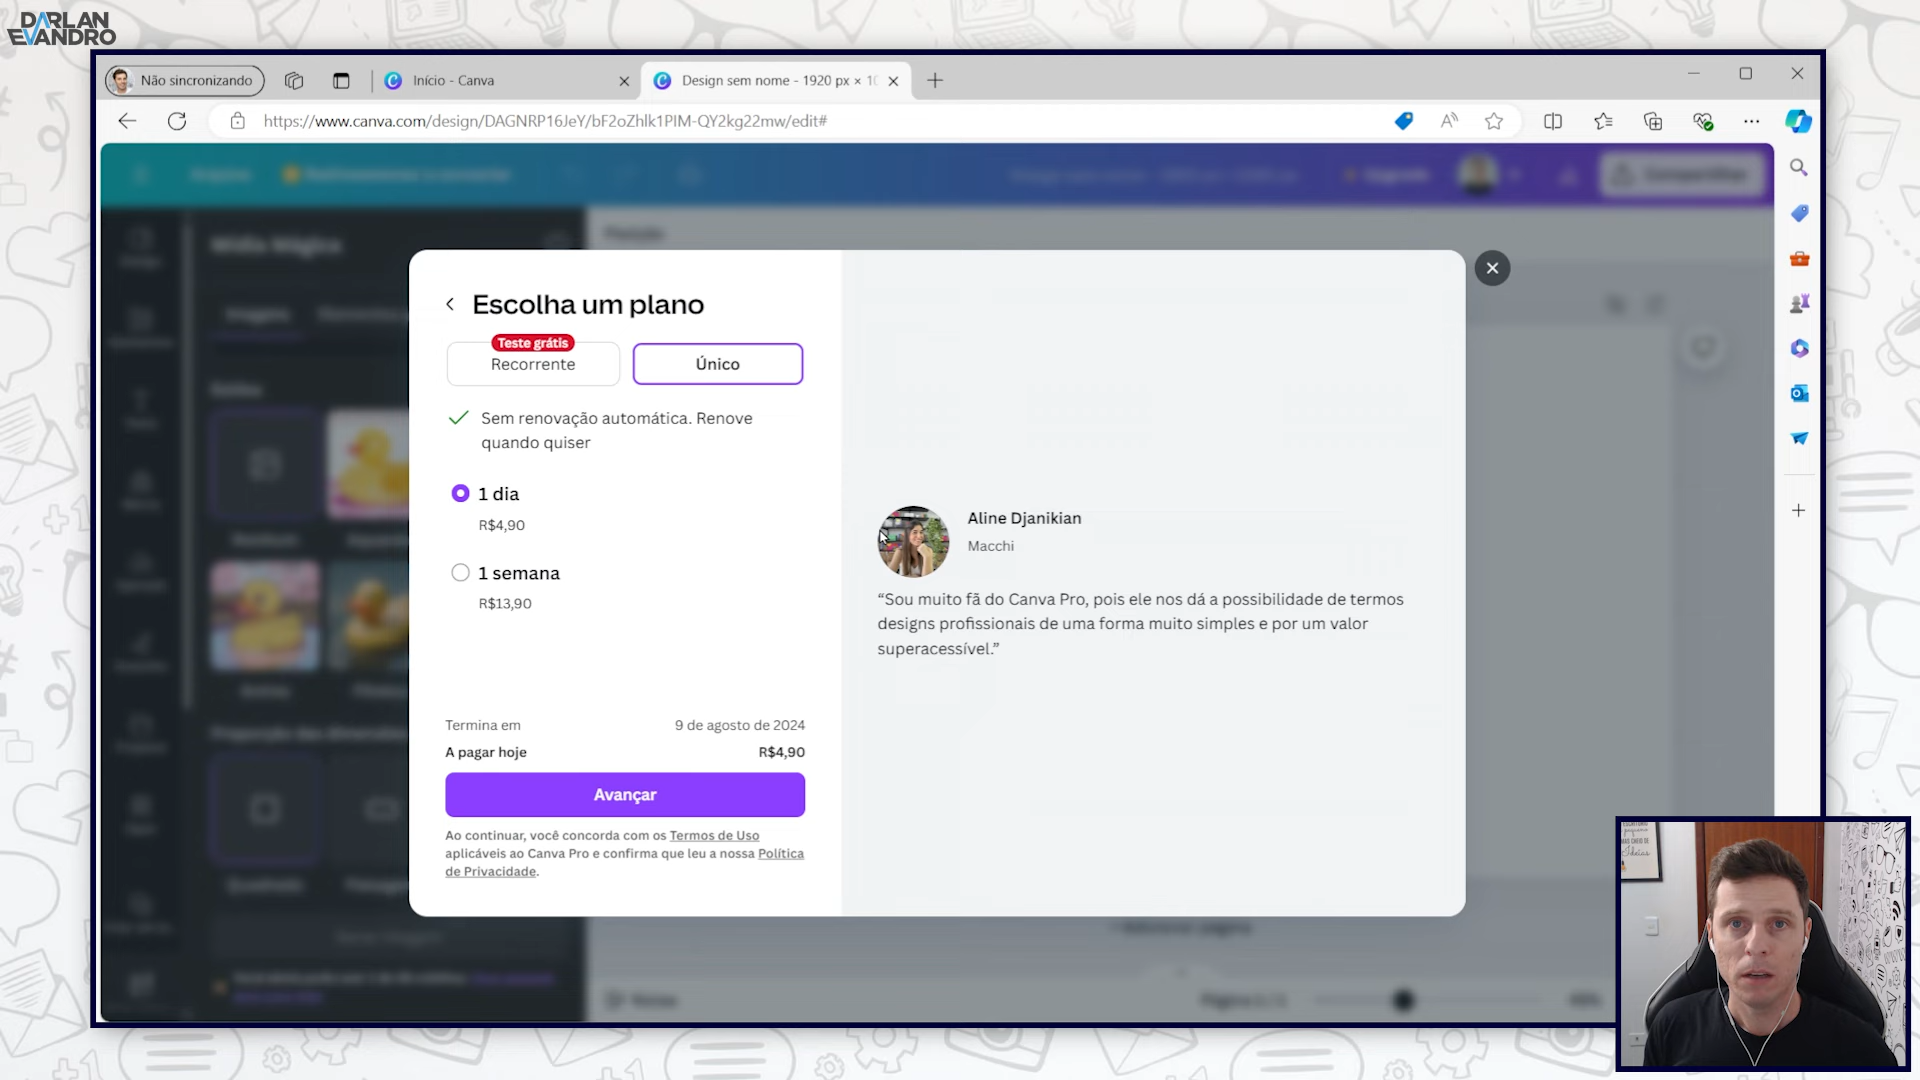 DARLAN
EVANDRO
Não sincronizando
Início - Canva
Design sem nome - 1920 px × 10
https://www.canva.com/design/DAGNRP16JeY/bF2oZhlk1PIM-QY2kg22mw/edit#
Escolha um plano
Teste grátis
Recorrente
Único
Sem renovação automática. Renove
quando quiser
1 dia
R$4,90
1 semana
R$13,90
Termina em 9 de agosto de 2024
A pagar hoje R$4,90
Avançar
Ao continuar, você concorda com os Termos de Uso
aplicáveis ao Canva Pro e confirma que leu a nossa Política
de Privacidade.
Aline Djanikian
Macchi
“Sou muito fã do Canva Pro, pois ele nos dá a possibilidade de termos
designs profissionais de uma forma muito simples e por um valor
superacessível.”